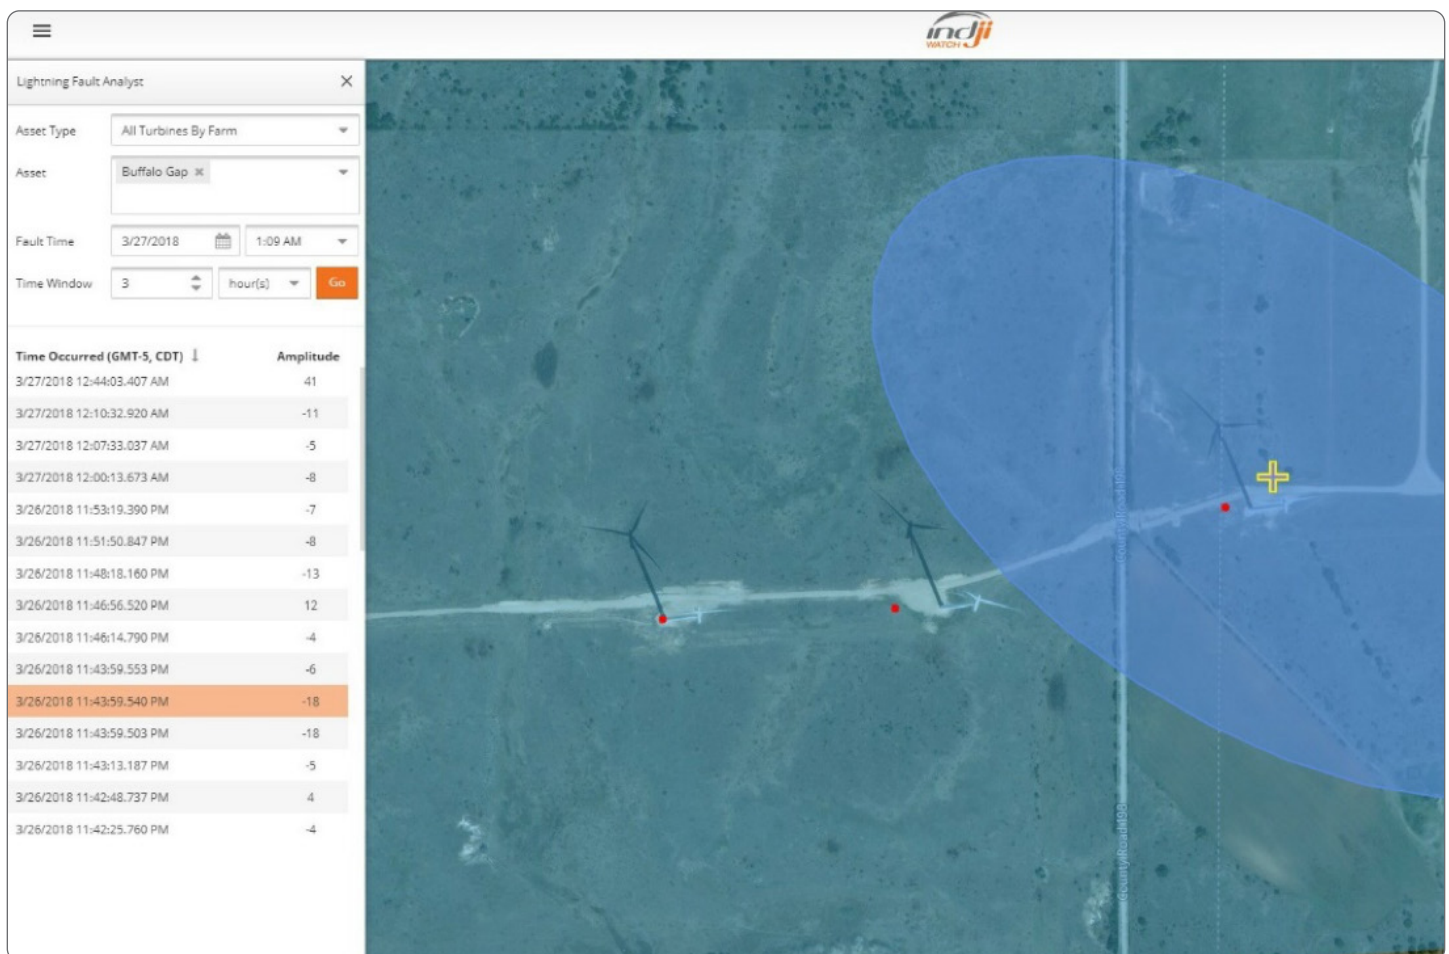 indji
WATCH
Lightning Fault Analyst
Asset Type All Turbines By Farm
Asset Buffalo Gap
Fault Time 3/27/2018 1:09 AM
Time Window 3 hour(s) Go
Time Occurred (GMT-5, CDT) ↓ Amplitude
3/27/2018 12:44:03.407 AM 41
3/27/2018 12:10:32.920 AM -11
3/27/2018 12:07:33.037 AM -5
3/27/2018 12:00:13.673 AM -8
3/26/2018 11:53:19.390 PM -7
3/26/2018 11:51:50.847 PM -8
3/26/2018 11:48:18.160 PM -13
3/26/2018 11:46:56.520 PM 12
3/26/2018 11:46:14.790 PM -4
3/26/2018 11:43:59.553 PM -6
3/26/2018 11:43:59.540 PM -18
3/26/2018 11:43:59.503 PM -18
3/26/2018 11:43:13.187 PM -5
3/26/2018 11:42:48.737 PM 4
3/26/2018 11:42:25.760 PM -4
County Road 198
County Road 198